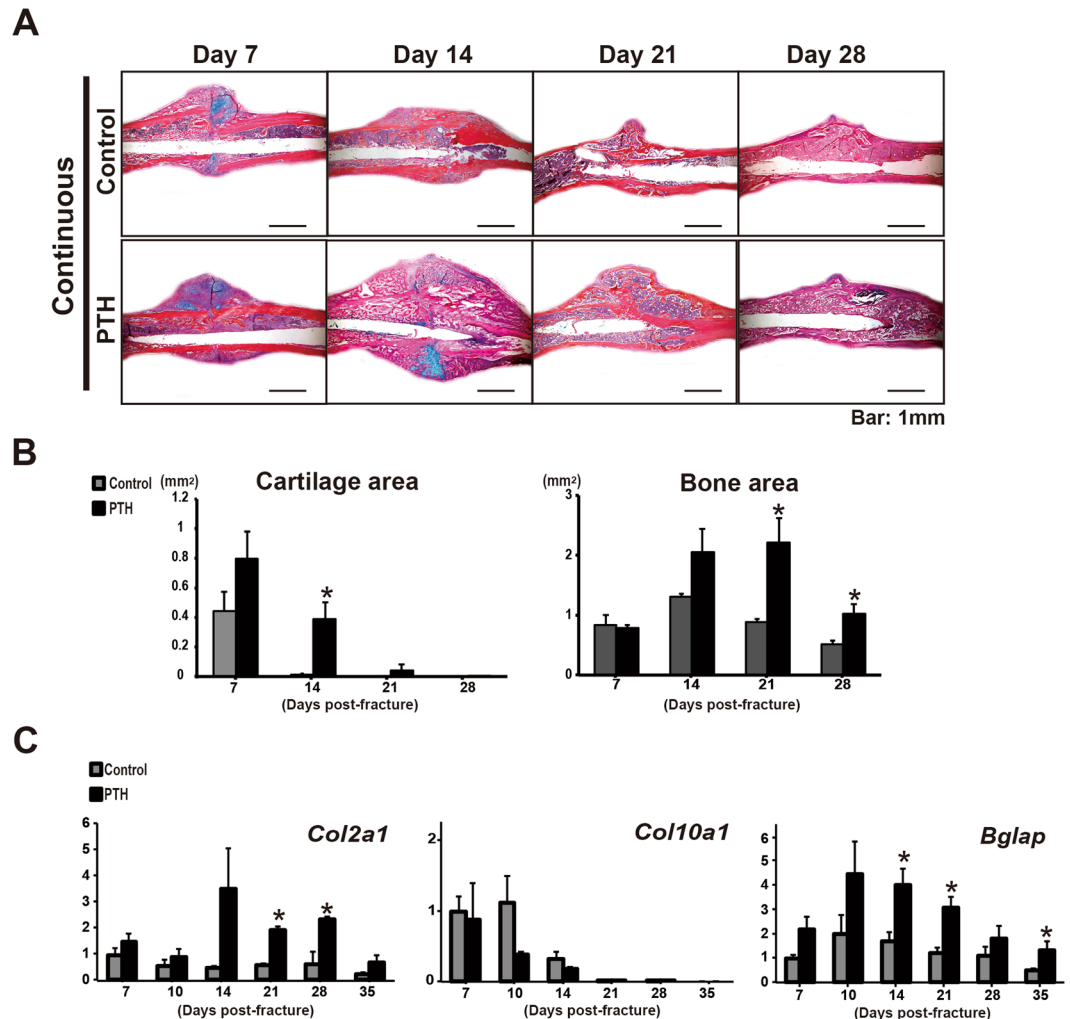 A
Day 7 Day 14 Day 21 Day 28
Continuous
Control
PTH
Bar: 1mm
B
Control
PTH
(mm2)
Cartilage area
1.2
1
0.8
0.6
0.4
0.2
0
*
7 14 21 28
(Days post-fracture)
(mm2)
Bone area
3
2
1
0
* *
7 14 21 28
(Days post-fracture)
C
Control
PTH
Col2a1
6
5
4
3
2
1
0
* *
7 10 14 21 28 35
(Days post-fracture)
Col10a1
2
1
0
7 10 14 21 28 35
(Days post-fracture)
Bglap
6
5
4
3
2
1
0
* * *
7 10 14 21 28 35
(Days post-fracture)